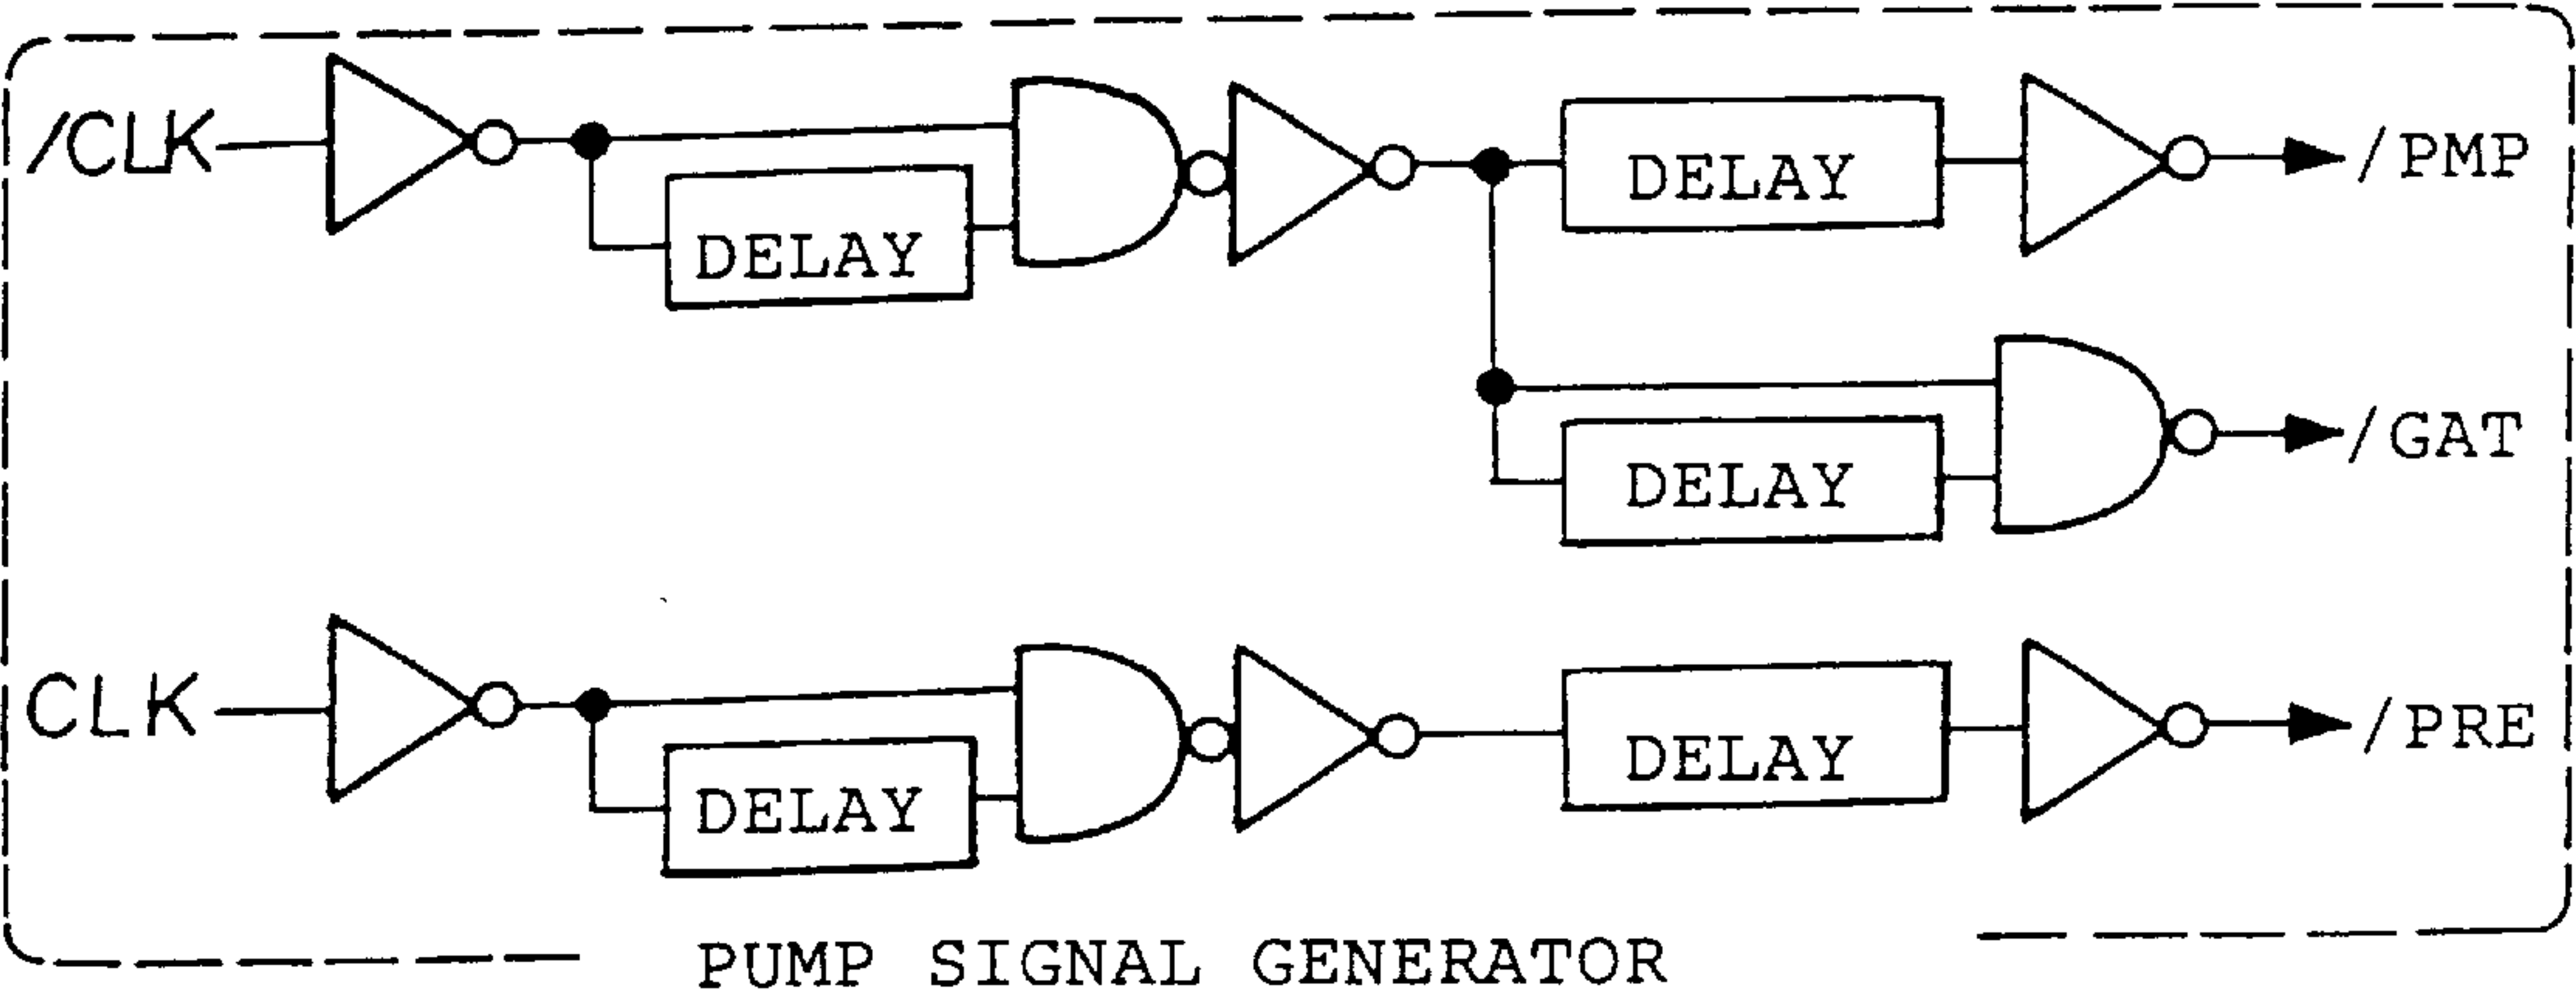 /CLK
DELAY
DELAY
/PMP
DELAY
/GAT
CLK
DELAY
DELAY
/PRE
PUMP SIGNAL GENERATOR